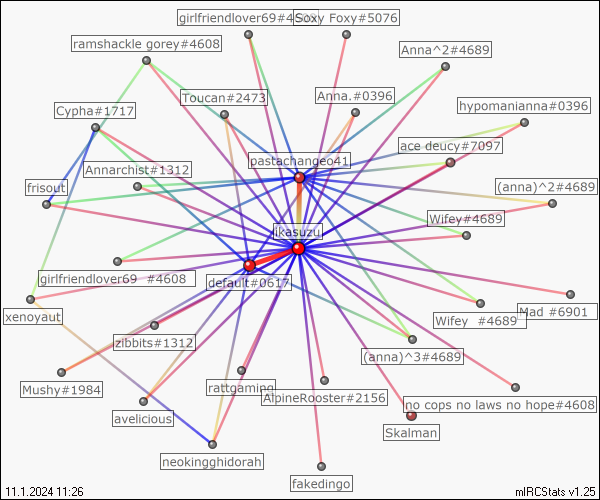 girlfriendlover69#4
Soxy Foxy#5076
ramshackle gorey#4608
Anna^2#4689
Toucan#2473
Anna.#0396
hypomanianna#0396
Cypha#1717
ace deucy#7097
pastachangeo41
Annarchist#1312
frisout
(anna)^2#4689
Wifey#4689
ikasuzu
girlfriendlover69 #4608
default#0617
Mad #6901
xenoyaut
Wifey #4689
zibbits#1312
(anna)^3#4689
Mushy#1984
rattgaming
AlpineRooster#2156
no cops no laws no hope#4608
avelicious
Skalman
neokingghidorah
fakedingo
11.1.2024 11:26
mIRCStats v1.25